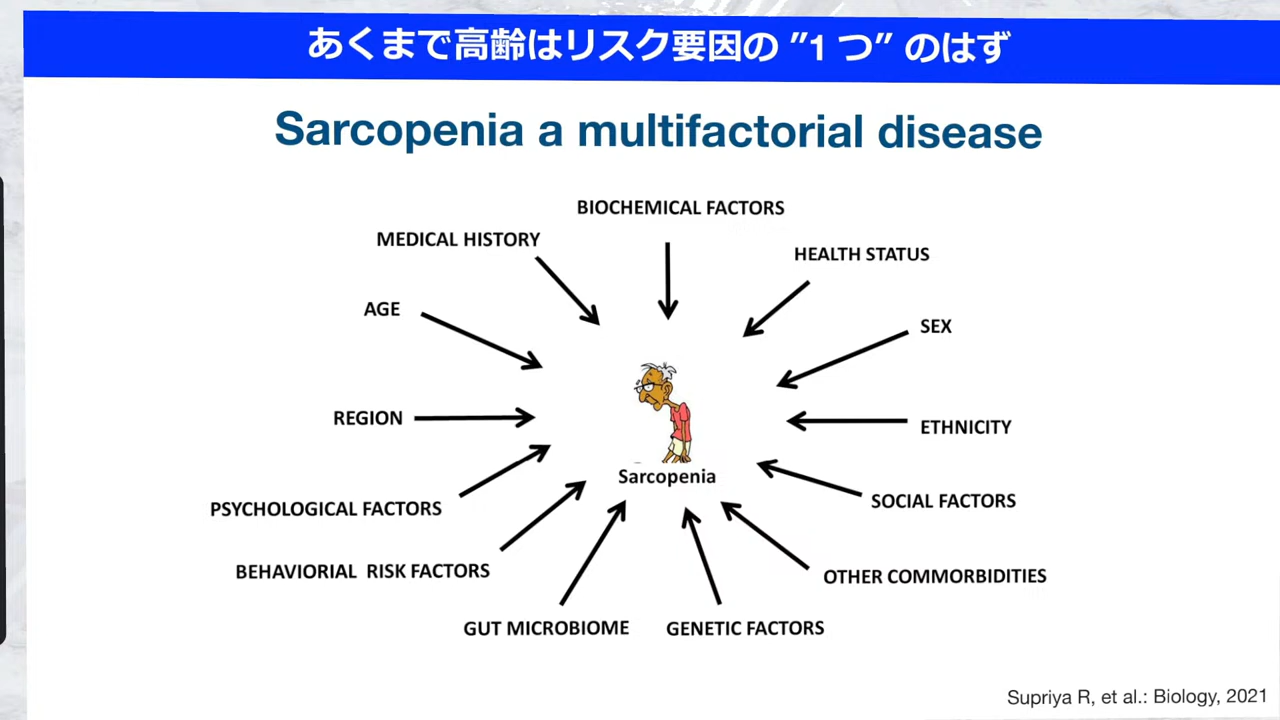 あくまで高齢はリスク要因の ”1 つ” のはず
Sarcopenia a multifactorial disease
BIOCHEMICAL FACTORS
MEDICAL HISTORY
HEALTH STATUS
AGE
SEX
REGION
ETHNICITY
Sarcopenia
PSYCHOLOGICAL FACTORS
SOCIAL FACTORS
BEHAVIORIAL RISK FACTORS
OTHER COMMORBIDITIES
GUT MICROBIOME
GENETIC FACTORS
Supriya R, et al.: Biology, 2021